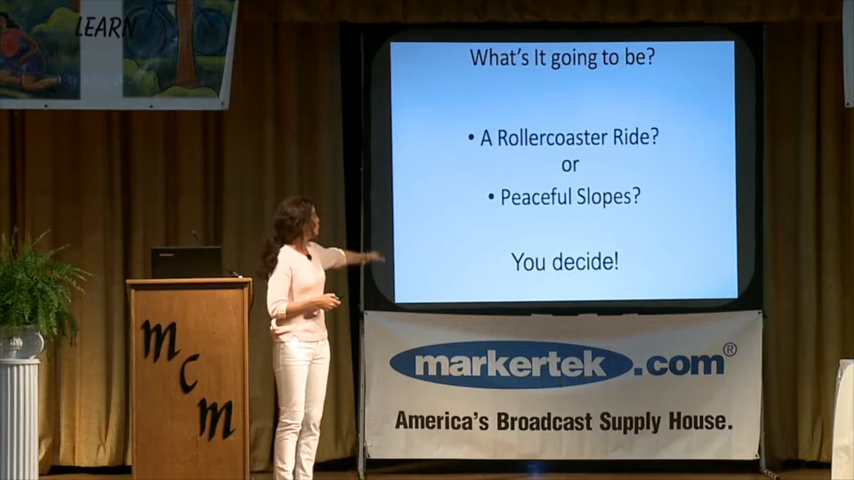 LEARN
What's It going to be?
• A Rollercoaster Ride?
or
• Peaceful Slopes?
You decide!
mcm
markertek.com®
America's Broadcast Supply House.